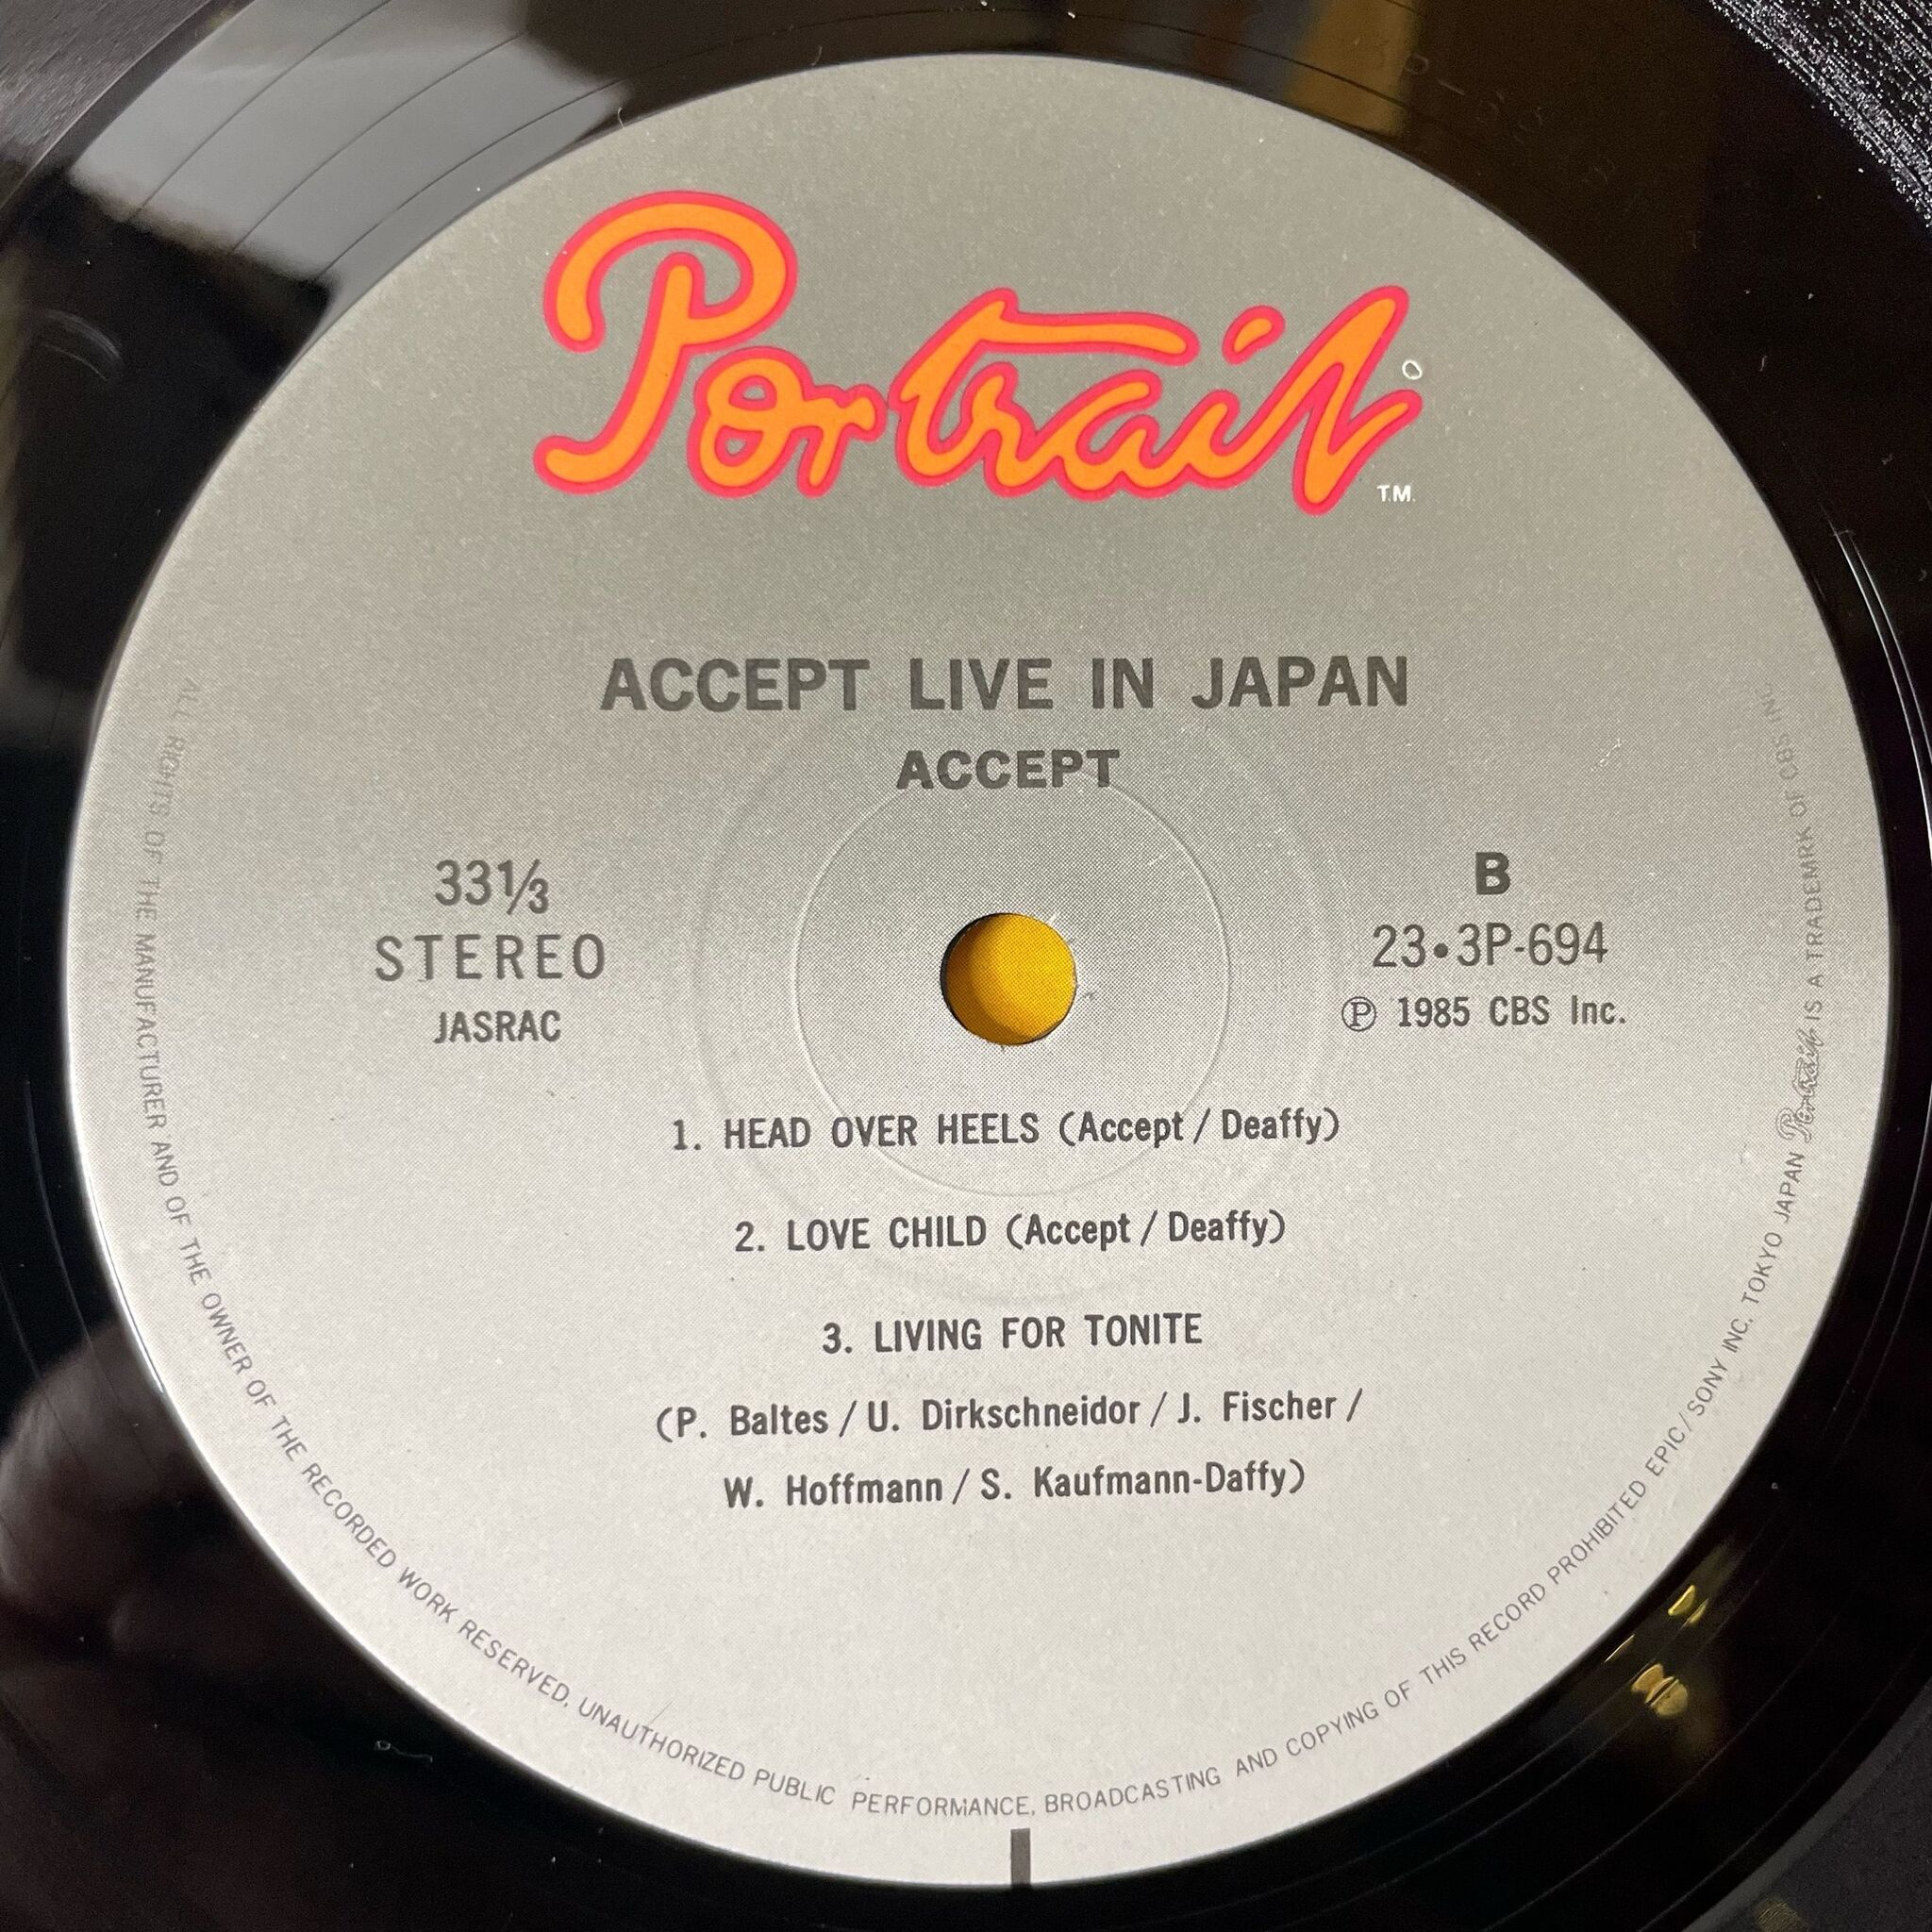 Portrait
T.M.
ACCEPT LIVE IN JAPAN
ACCEPT
33⅓
STEREO
JASRAC
B
23•3P-694
Ⓟ 1985 CBS Inc.
1. HEAD OVER HEELS (Accept / Deaffy)
2. LOVE CHILD (Accept / Deaffy)
3. LIVING FOR TONITE
(P. Baltes / U. Dirkschneidor / J. Fischer /
W. Hoffmann / S. Kaufmann-Daffy)
ALL RIGHTS OF THE MANUFACTURER AND OF THE OWNER OF THE RECORDED WORK RESERVED. UNAUTHORIZED PUBLIC PERFORMANCE, BROADCASTING AND COPYING OF THIS RECORD PROHIBITED EPIC/SONY INC. TOKYO JAPAN Portrait IS A TRADEMARK OF CBS INC